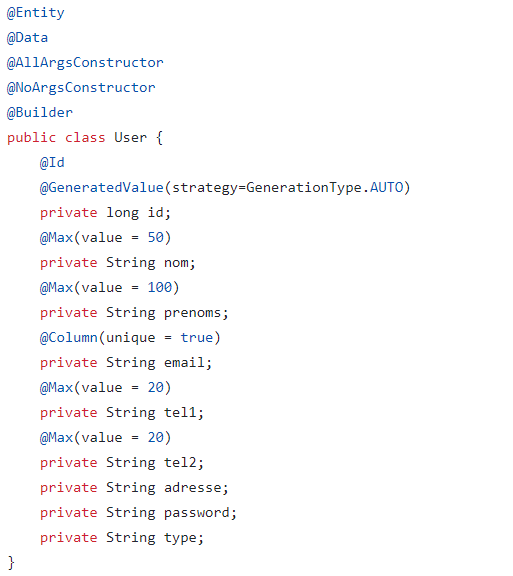 @Entity
@Data
@AllArgsConstructor
@NoArgsConstructor
@Builder
public class User {
    @Id
    @GeneratedValue(strategy=GenerationType.AUTO)
    private long id;
    @Max(value = 50)
    private String nom;
    @Max(value = 100)
    private String prenoms;
    @Column(unique = true)
    private String email;
    @Max(value = 20)
    private String tel1;
    @Max(value = 20)
    private String tel2;
    private String adresse;
    private String password;
    private String type;
}